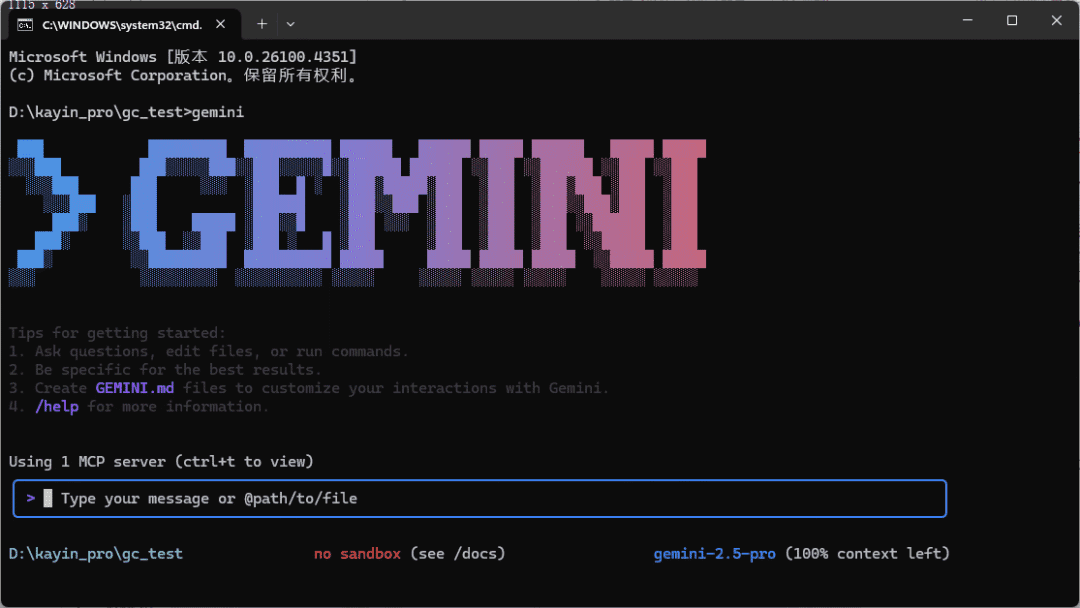 1115 x 628
C:\WINDOWS\system32\cmd.
Microsoft Windows [版本 10.0.26100.4351]
(c) Microsoft Corporation。保留所有权利。
D:\kayin_pro\gc_test>gemini
> GEMINI
Tips for getting started:
1. Ask questions, edit files, or run commands.
2. Be specific for the best results.
3. Create GEMINI.md files to customize your interactions with Gemini.
4. /help for more information.
Using 1 MCP server (ctrl+t to view)
> Type your message or @path/to/file
D:\kayin_pro\gc_test no sandbox (see /docs) gemini-2.5-pro (100% context left)